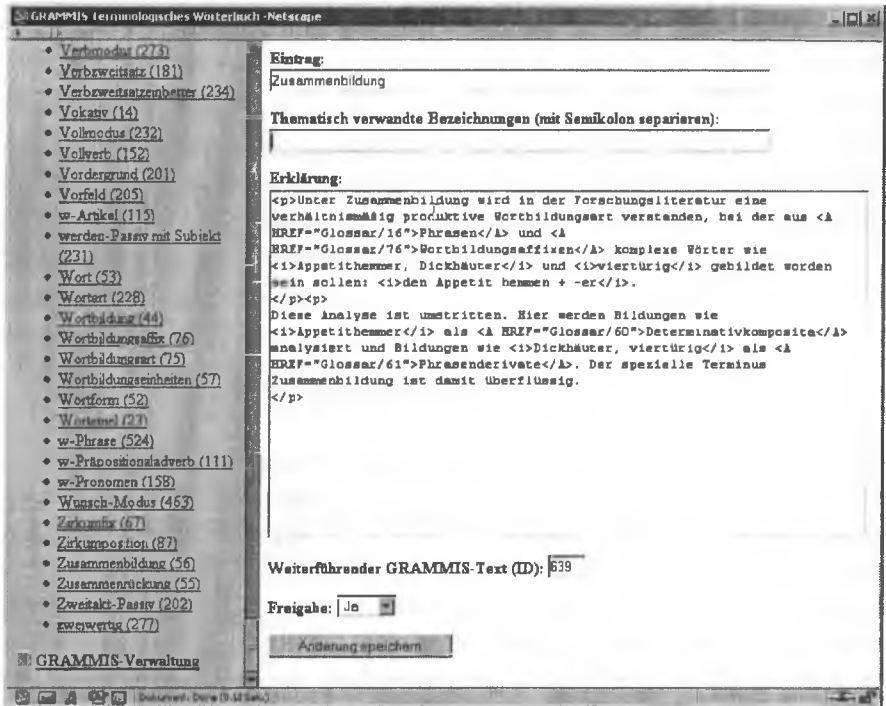 GRAMMIS Terminologisches Wörterbuch - Netscape
Verbmodus (273)
Verbzweitsatz (181)
Verbzweitsatzeinbetter (234)
Vokativ (14)
Vollmodus (232)
Vollverb (152)
Vordergrund (201)
Vorfeld (205)
w-Artikel (115)
werden-Passiv mit Subjekt
(231)
Wort (53)
Wortart (228)
Wortbildung (44)
Wortbildungsaffix (76)
Wortbildungsart (75)
Wortbildungseinheiten (57)
Wortform (52)
w-Phrase (524)
w-Präpositionaladverb (111)
w-Pronomen (158)
Wunsch-Modus (463)
Zirkumfix (67)
Zirkumposition (87)
Zusammenbildung (56)
Zusammenrückung (55)
Zweitakt-Passiv (202)
zweiwertig (277)
GRAMMIS-Verwaltung
Eintrag:
Zusammenbildung
Thematisch verwandte Bezeichnungen (mit Semikolon separieren):
Erklärung:
<p>Unter Zusammenbildung wird in der Forschungsliteratur eine
verhältnismäßig produktive Wortbildungsart verstanden, bei der aus <A
HREF="Glossar/16">Phrasen</A> und <A
HREF="Glossar/76">Wortbildungsaffixen</A> komplexe Wörter wie
<i>Appetithemmer, Dickhäuter</i> und <i>viertürig</i> gebildet worden
sein sollen: <i>den Appetit hemmen + -er</i>.
</p><p>
Diese Analyse ist umstritten. Hier werden Bildungen wie
<i>Appetithemmer</i> als <A HREF="Glossar/60">Determinativkomposita</A>
analysiert und Bildungen wie <i>Dickhäuter, viertürig</i> als <A
HREF="Glossar/61">Phrasenderivate</A>. Der spezielle Terminus
Zusammenbildung ist damit überflüssig.
</p>
Weiterführender GRAMMIS-Text (ID): 639
Freigabe: Ja
Änderung speichern
Dokument: Done